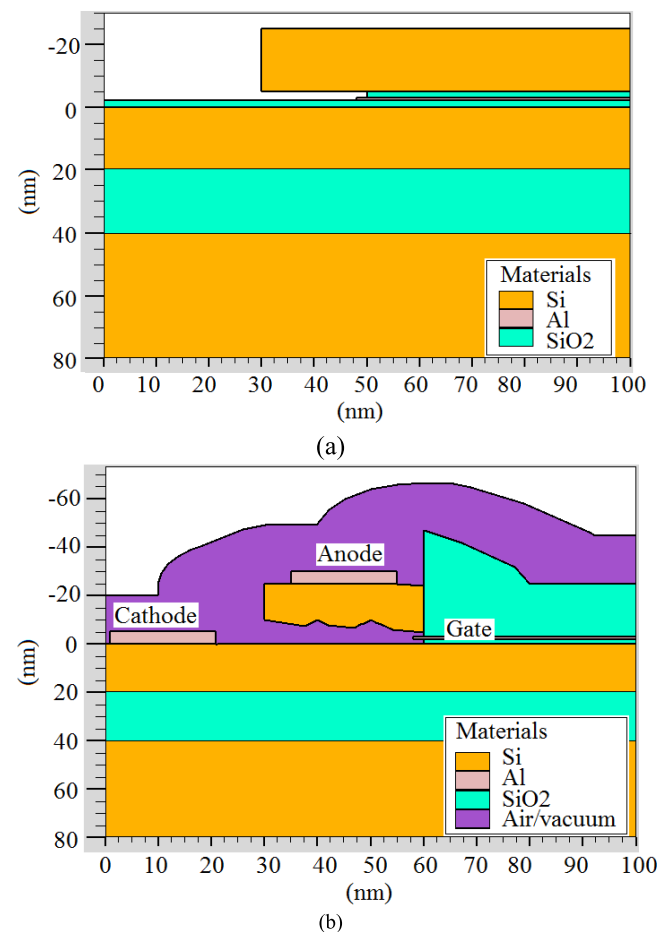 -20
0
20
40
60
80
(nm)
Materials
Si
Al
SiO2
0 10 20 30 40 50 60 70 80 90 100
(nm)
(a)
-60
-40
-20
0
20
40
60
80
(nm)
Anode
Cathode
Gate
Materials
Si
Al
SiO2
Air/vacuum
0 10 20 30 40 50 60 70 80 90 100
(nm)
(b)